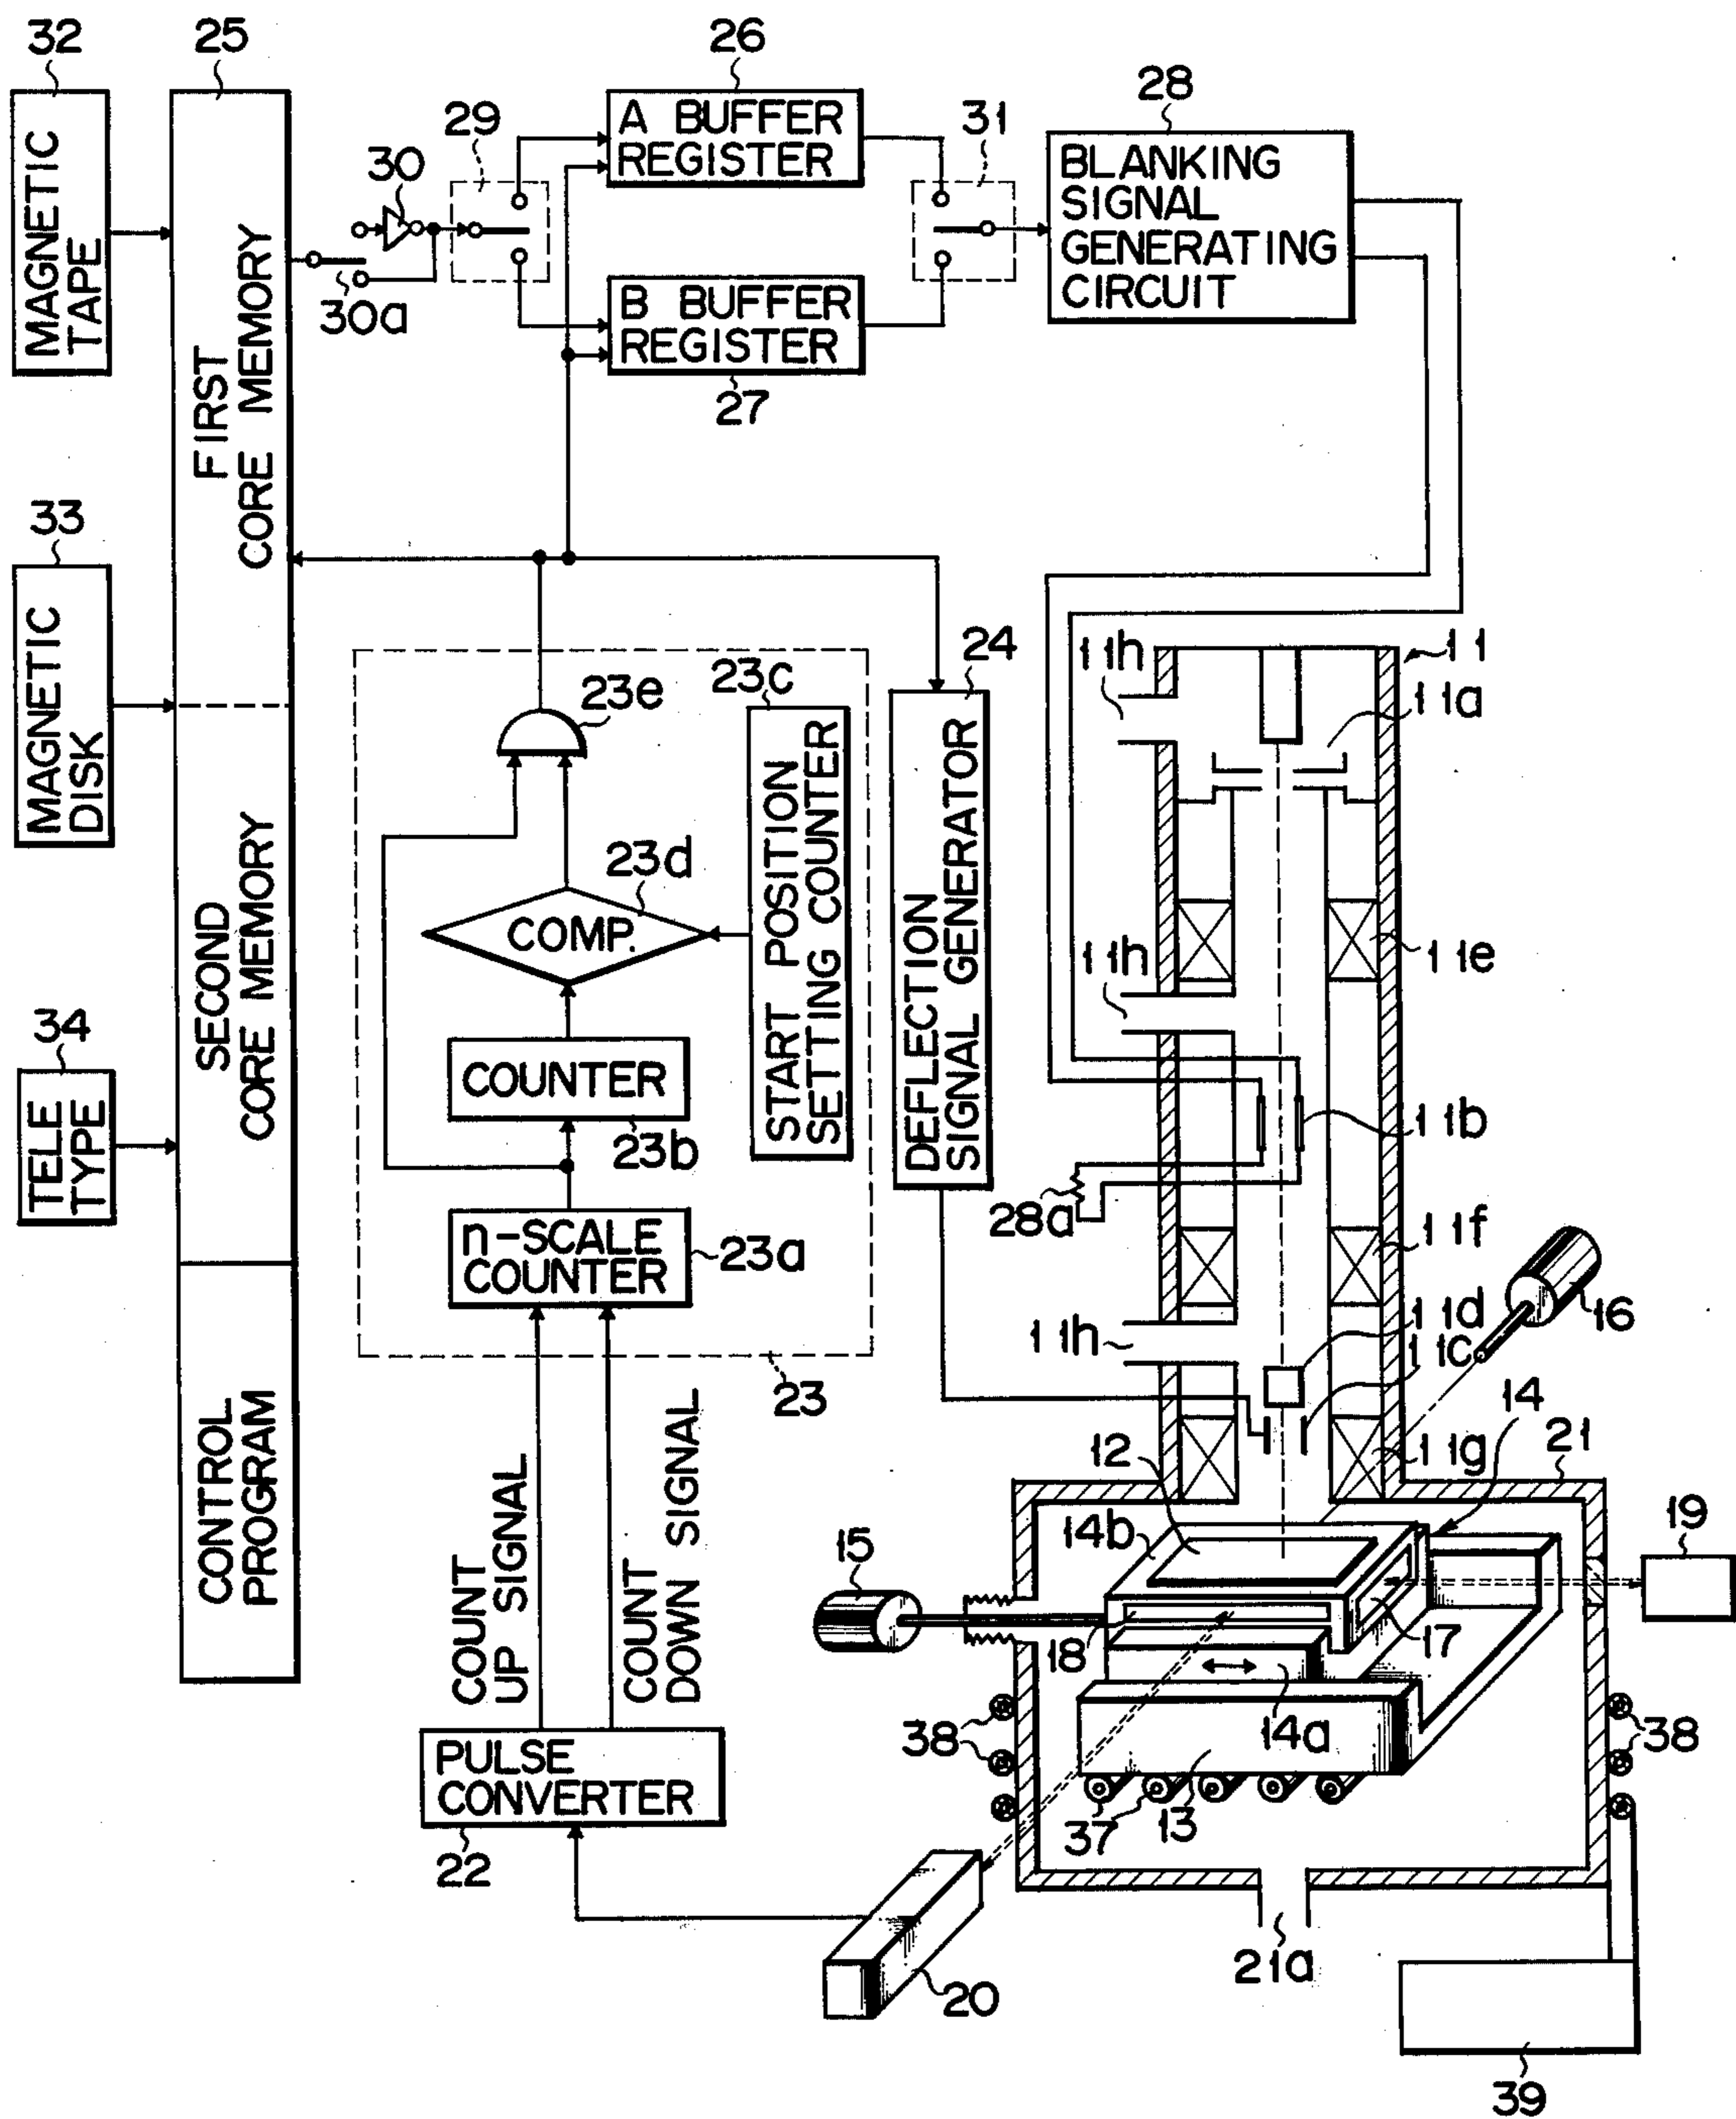 32
25
26
28
29
31
30
30a
MAGNETIC
TAPE
FIRST
CORE MEMORY
A BUFFER
REGISTER
B BUFFER
REGISTER
27
BLANKING
SIGNAL
GENERATING
CIRCUIT
33
MAGNETIC
DISK
SECOND
CORE MEMORY
34
TELE
TYPE
CONTROL
PROGRAM
23e
23c
24
START POSITION
SETTING COUNTER
DEFLECTION
SIGNAL GENERATOR
23d
COMP.
COUNTER
23b
n-SCALE
COUNTER
23a
23
COUNT
UP SIGNAL
COUNT
DOWN SIGNAL
PULSE
CONVERTER
22
11h
11
11a
11h
11e
11b
28a
11f
11d
11c
11h
16
12
14
21
11g
14b
15
19
18
17
14a
38
38
37
13
20
21a
39